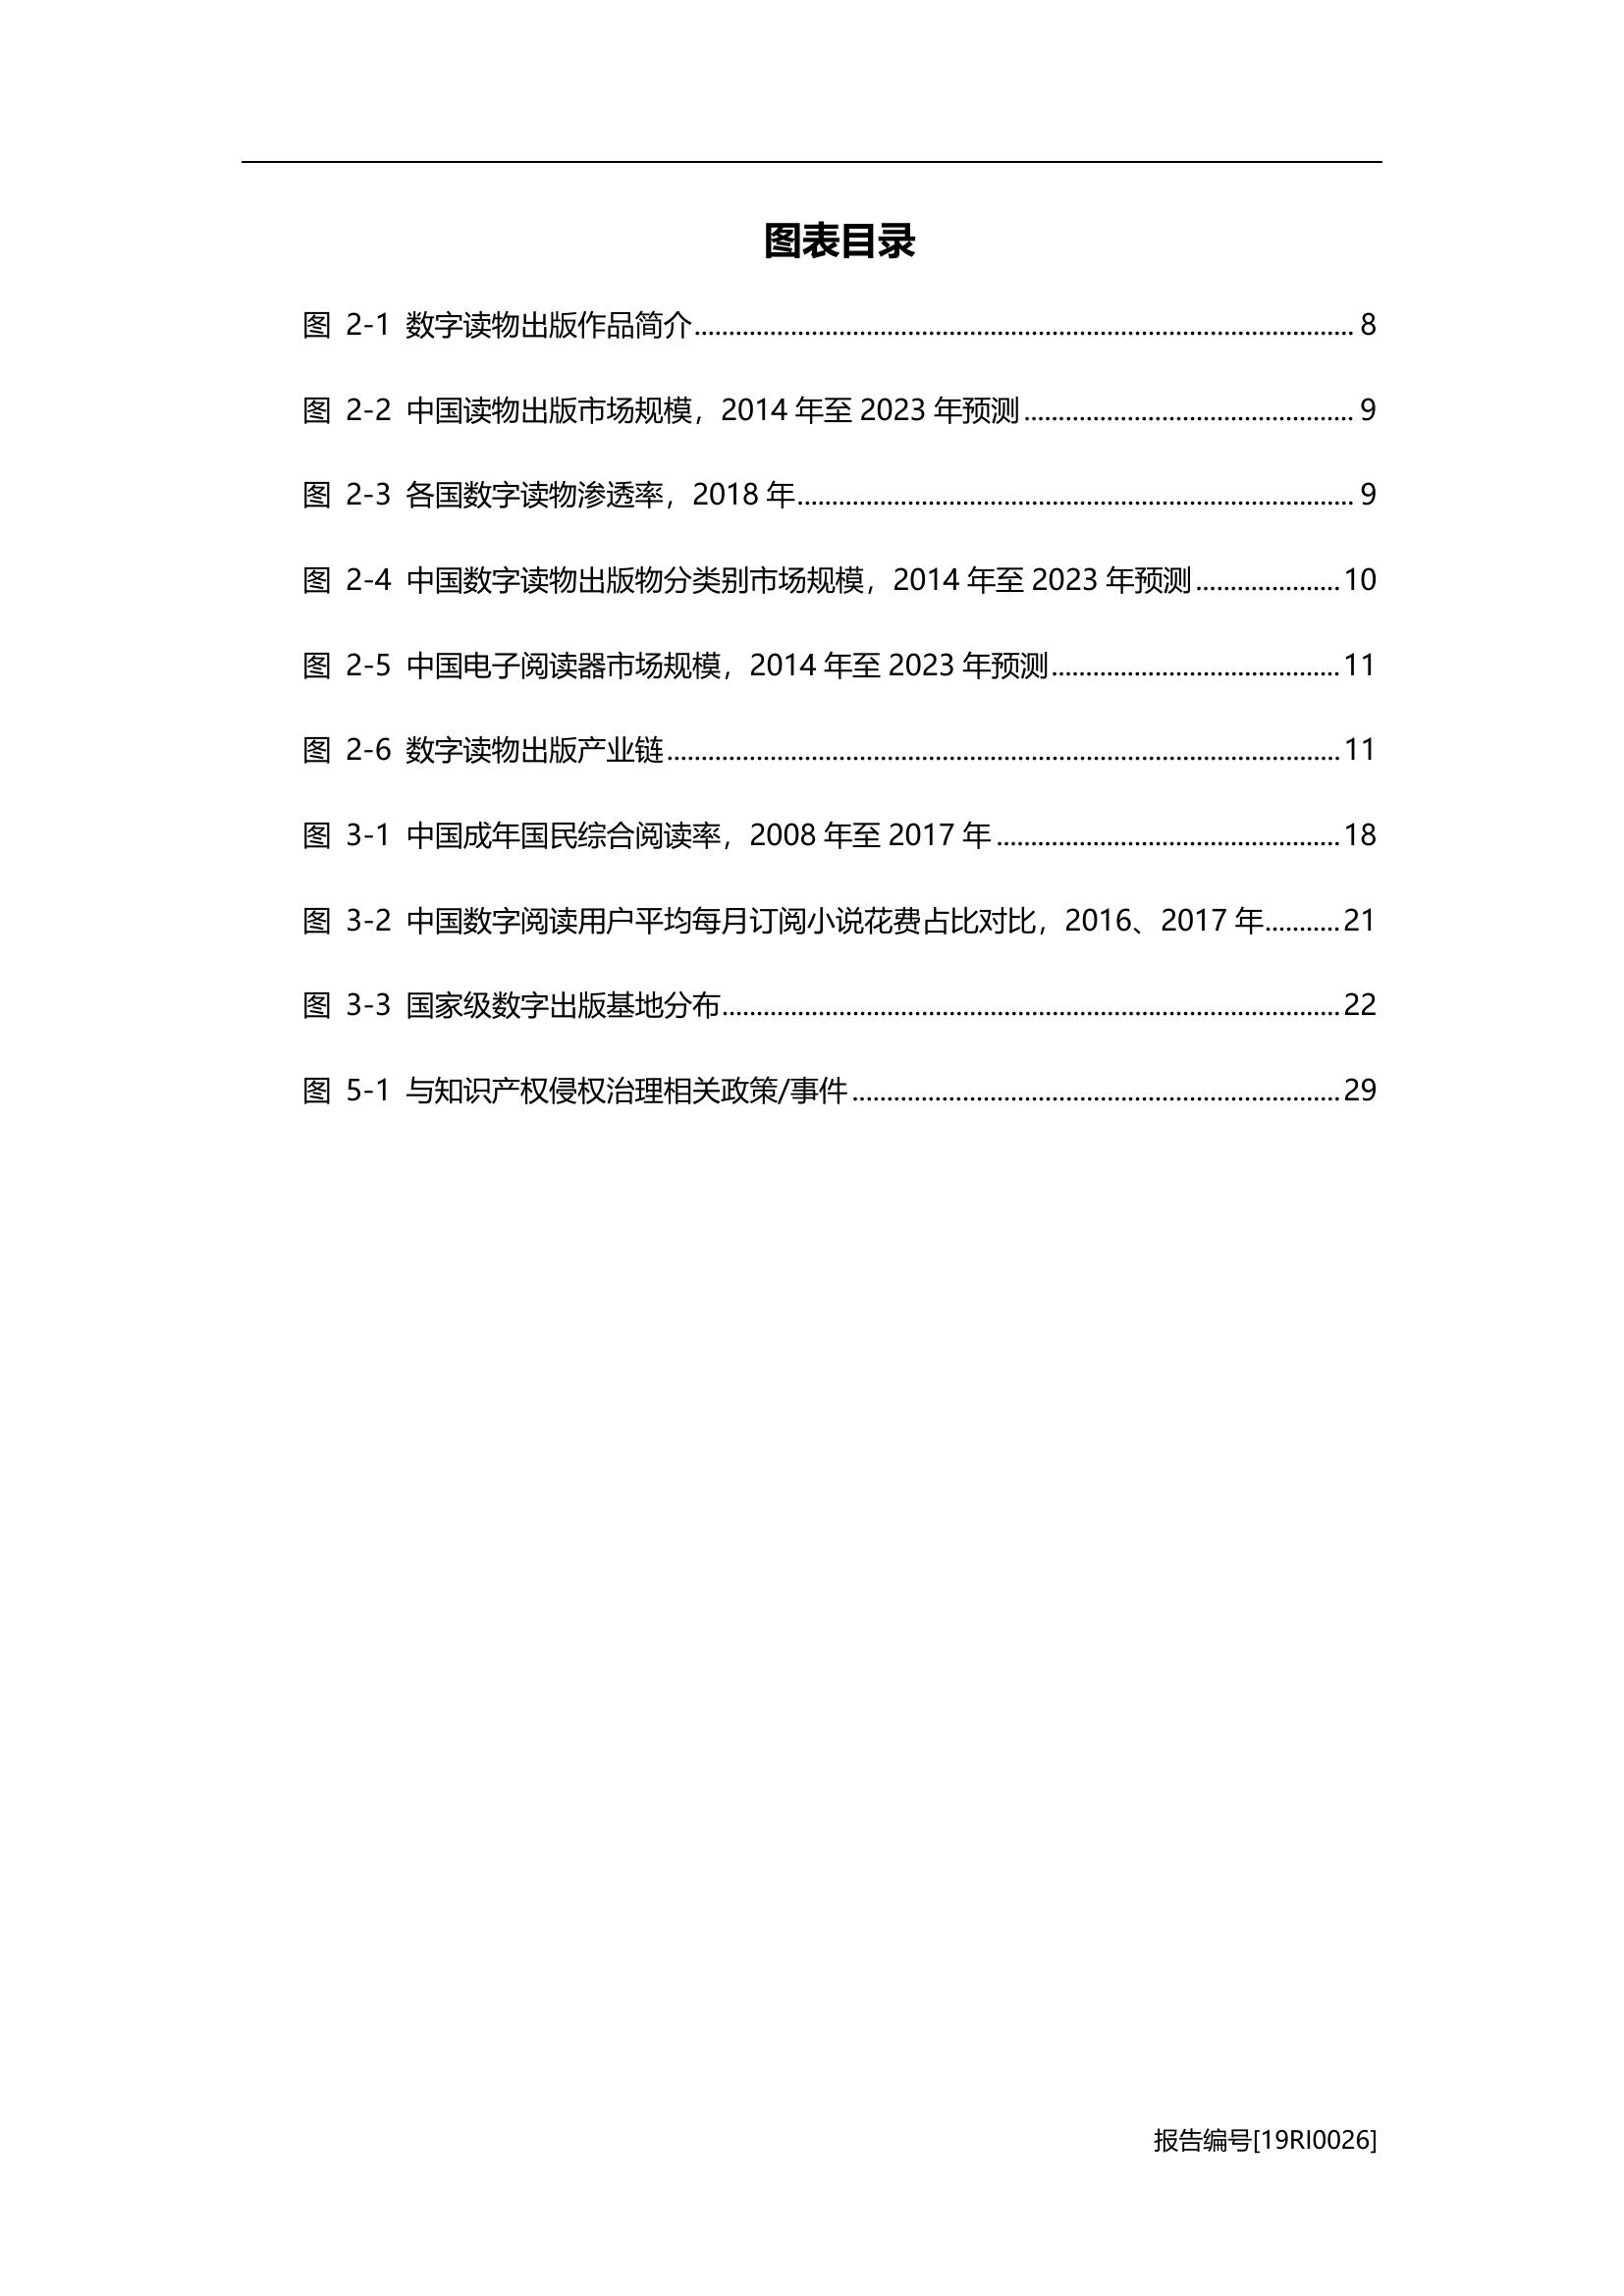 图表目录
图 2-1 数字读物出版作品简介........................................ 8
图 2-2 中国读物出版市场规模，2014 年至 2023 年预测........................................ 9
图 2-3 各国数字读物渗透率，2018 年........................................ 9
图 2-4 中国数字读物出版物分类别市场规模，2014 年至 2023 年预测.....................10
图 2-5 中国电子阅读器市场规模，2014 年至 2023 年预测........................................11
图 2-6 数字读物出版产业链........................................11
图 3-1 中国成年国民综合阅读率，2008 年至 2017 年........................................18
图 3-2 中国数字阅读用户平均每月订阅小说花费占比对比，2016、2017 年...........21
图 3-3 国家级数字出版基地分布........................................22
图 5-1 与知识产权侵权治理相关政策/事件........................................29
报告编号[19RI0026]